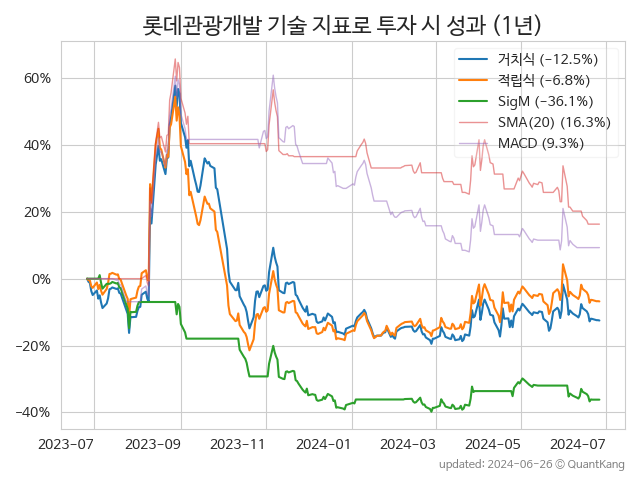 롯데관광개발 기술 지표로 투자 시 성과 (1년)
거치식 (−12.5%)
적립식 (−6.8%)
SigM (−36.1%)
SMA(20) (16.3%)
MACD (9.3%)
60%
40%
20%
0%
−20%
−40%
2023−07 2023−09 2023−11 2024−01 2024−03 2024−05 2024−07
updated: 2024−06−26 © QuantKang